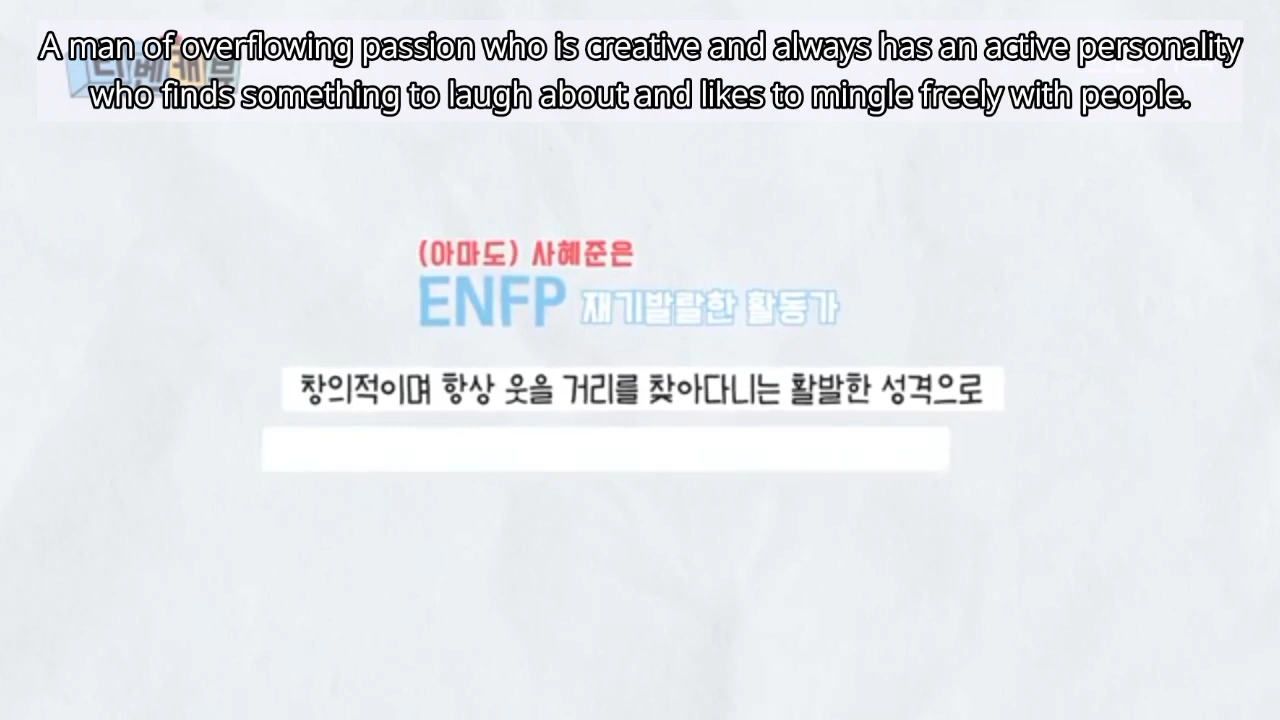 A man of overflowing passion who is creative and always has an active personality
who finds something to laugh about and likes to mingle freely with people.
(아마도) 사혜준은
ENFP 재기발랄한 활동가
창의적이며 항상 웃을 거리를 찾아다니는 활발한 성격으로